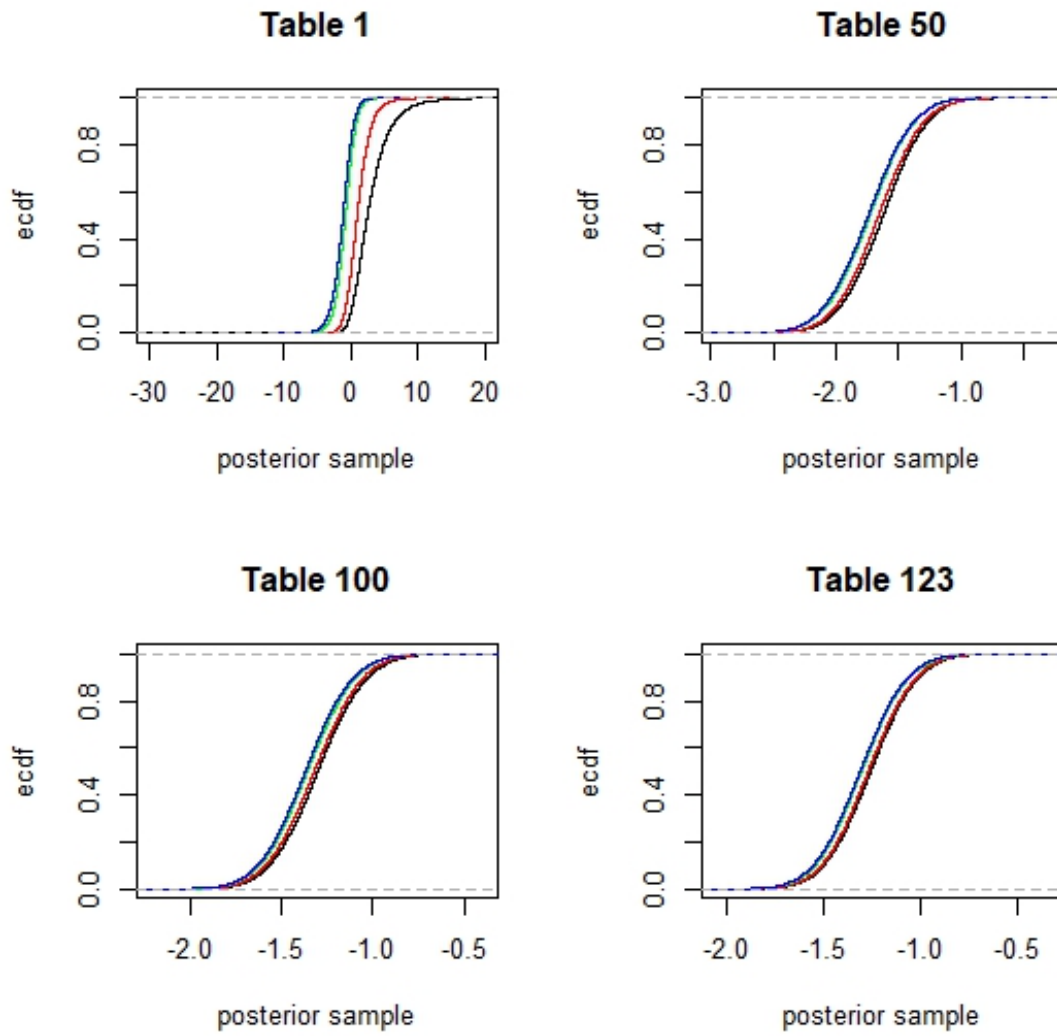 Table 1
ecdf
0.0 0.4 0.8
-30 -20 -10 0 10 20
posterior sample
Table 50
ecdf
0.0 0.4 0.8
-3.0 -2.0 -1.0
posterior sample
Table 100
ecdf
0.0 0.4 0.8
-2.0 -1.5 -1.0 -0.5
posterior sample
Table 123
ecdf
0.0 0.4 0.8
-2.0 -1.5 -1.0 -0.5
posterior sample